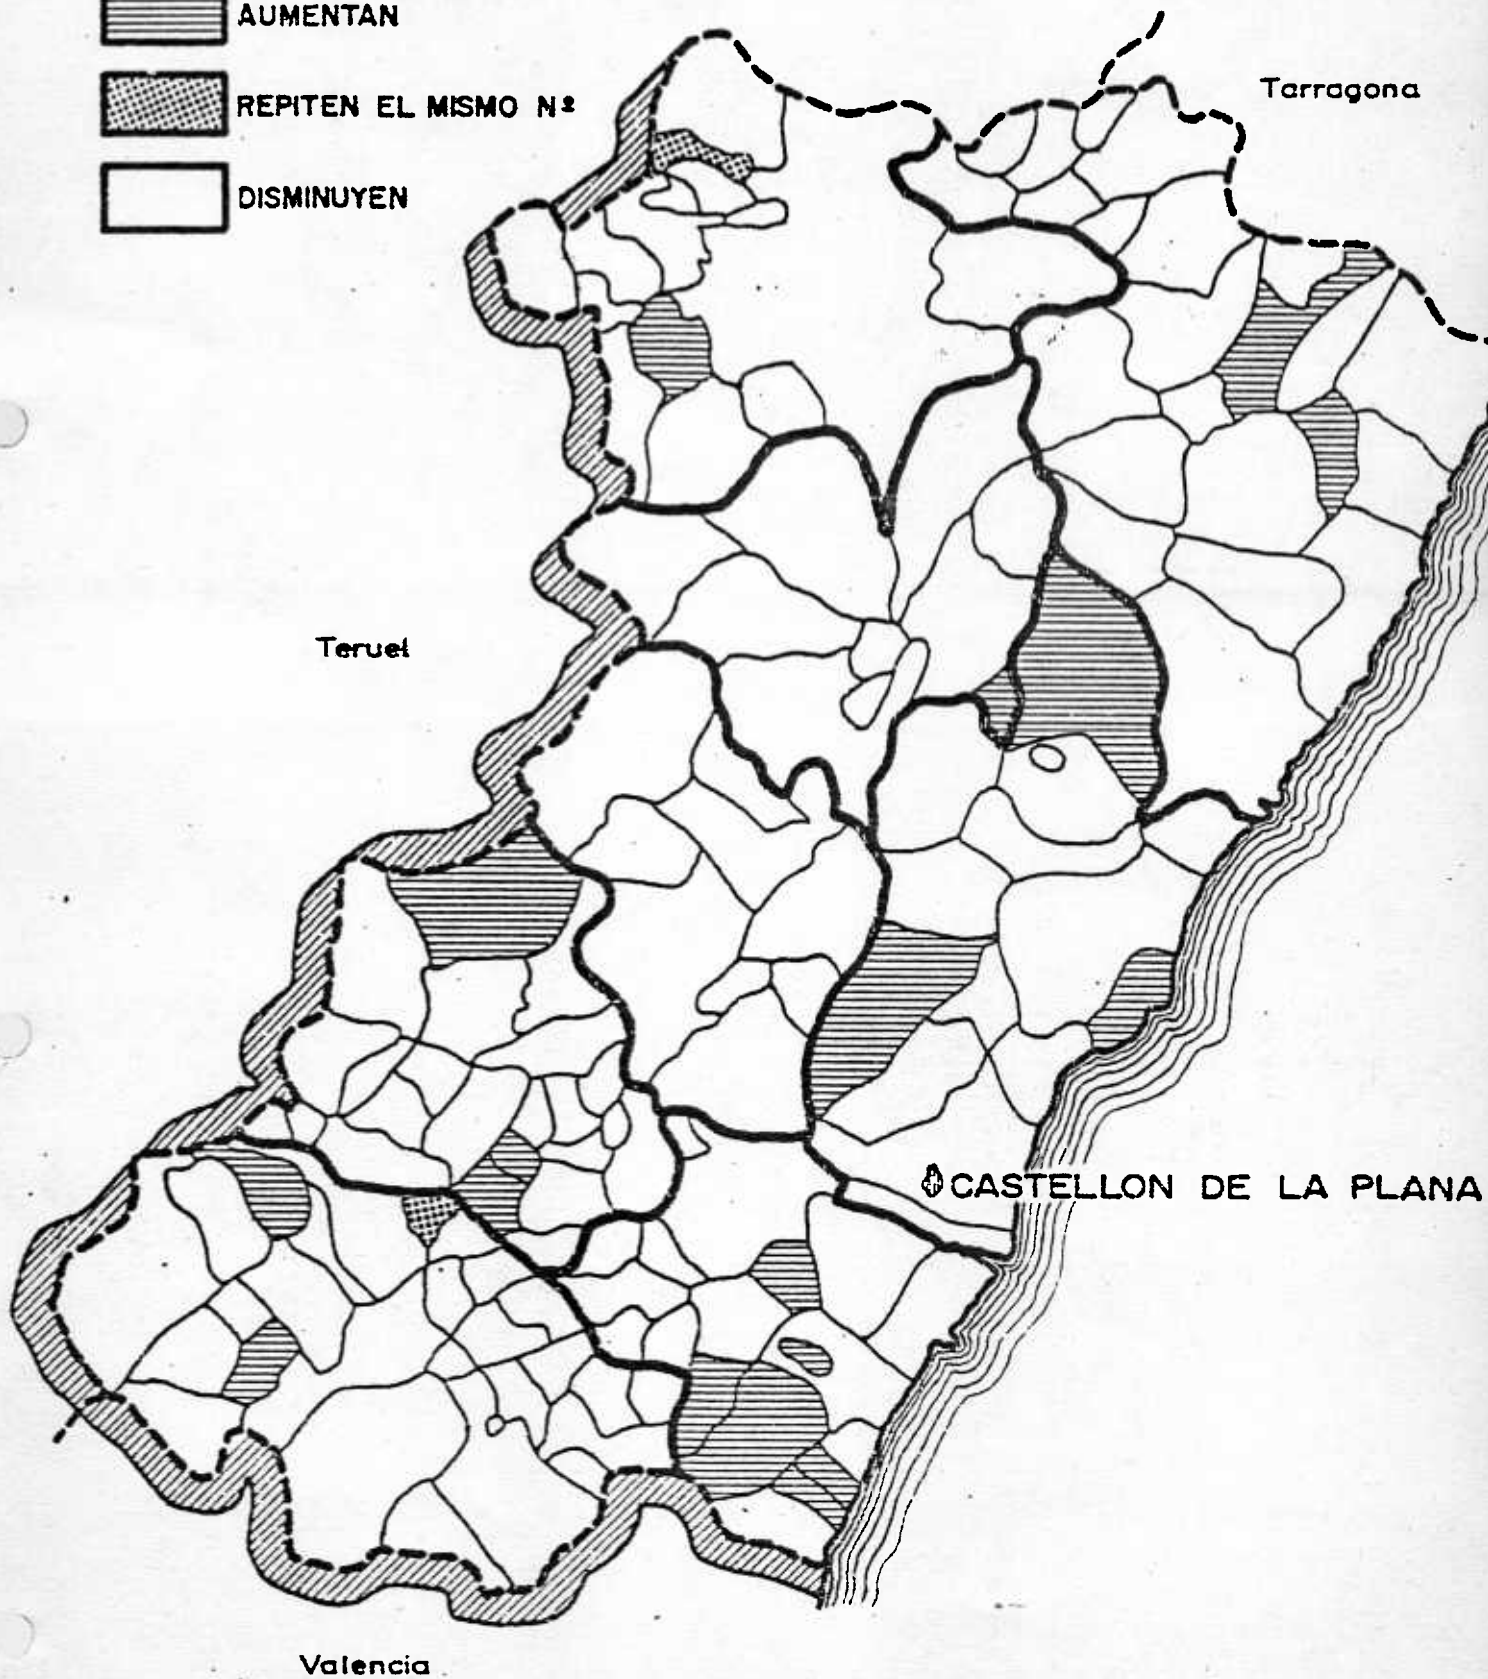 AUMENTAN
Tarragona
REPITEN EL MISMO Nº
DISMINUYEN
Teruel
CASTELLON DE LA PLANA
Valencia